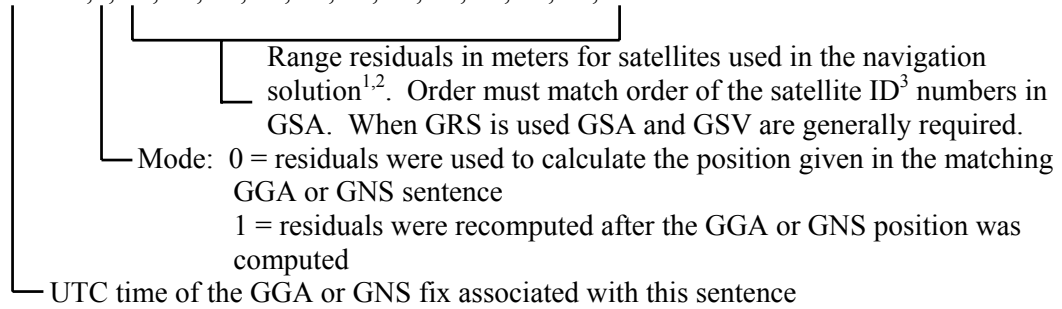 Range residuals in meters for satellites used in the navigation
solution1,2. Order must match order of the satellite ID3 numbers in
GSA. When GRS is used GSA and GSV are generally required.
Mode: 0 = residuals were used to calculate the position given in the matching
GGA or GNS sentence
1 = residuals were recomputed after the GGA or GNS position was
computed
UTC time of the GGA or GNS fix associated with this sentence